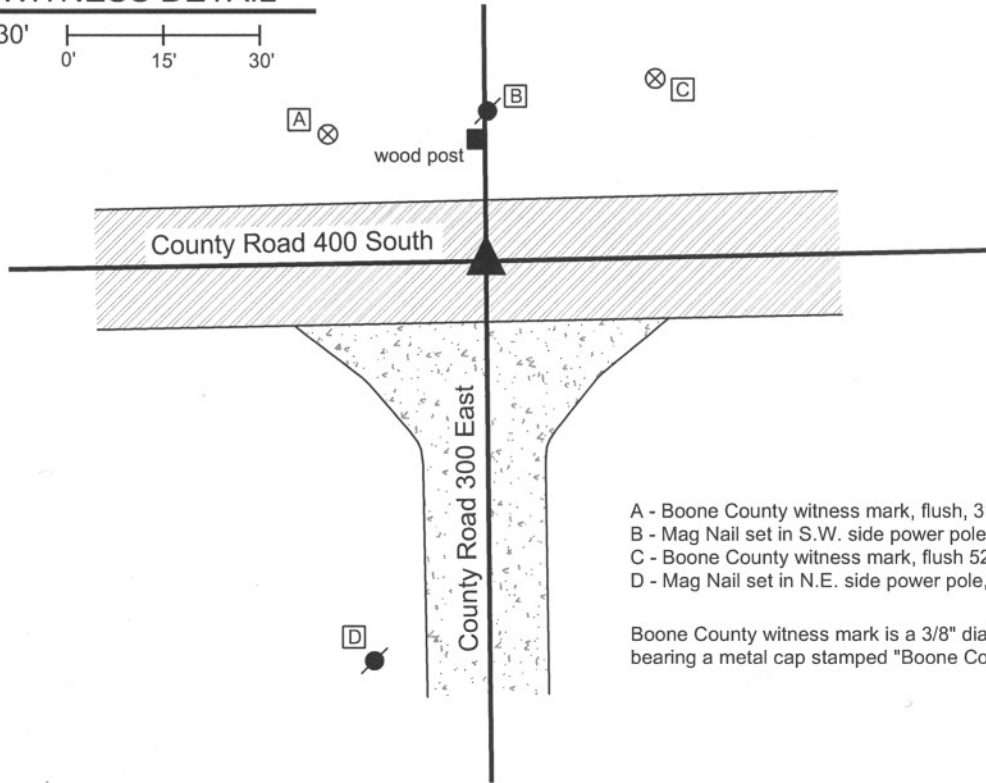 WITNESS DETAIL
30'
0' 15' 30'
A
B
C
wood post
County Road 400 South
County Road 300 East
A - Boone County witness mark, flush, 3
B - Mag Nail set in S.W. side power pole
C - Boone County witness mark, flush 52
D - Mag Nail set in N.E. side power pole,
D
Boone County witness mark is a 3/8" dia
bearing a metal cap stamped "Boone Co